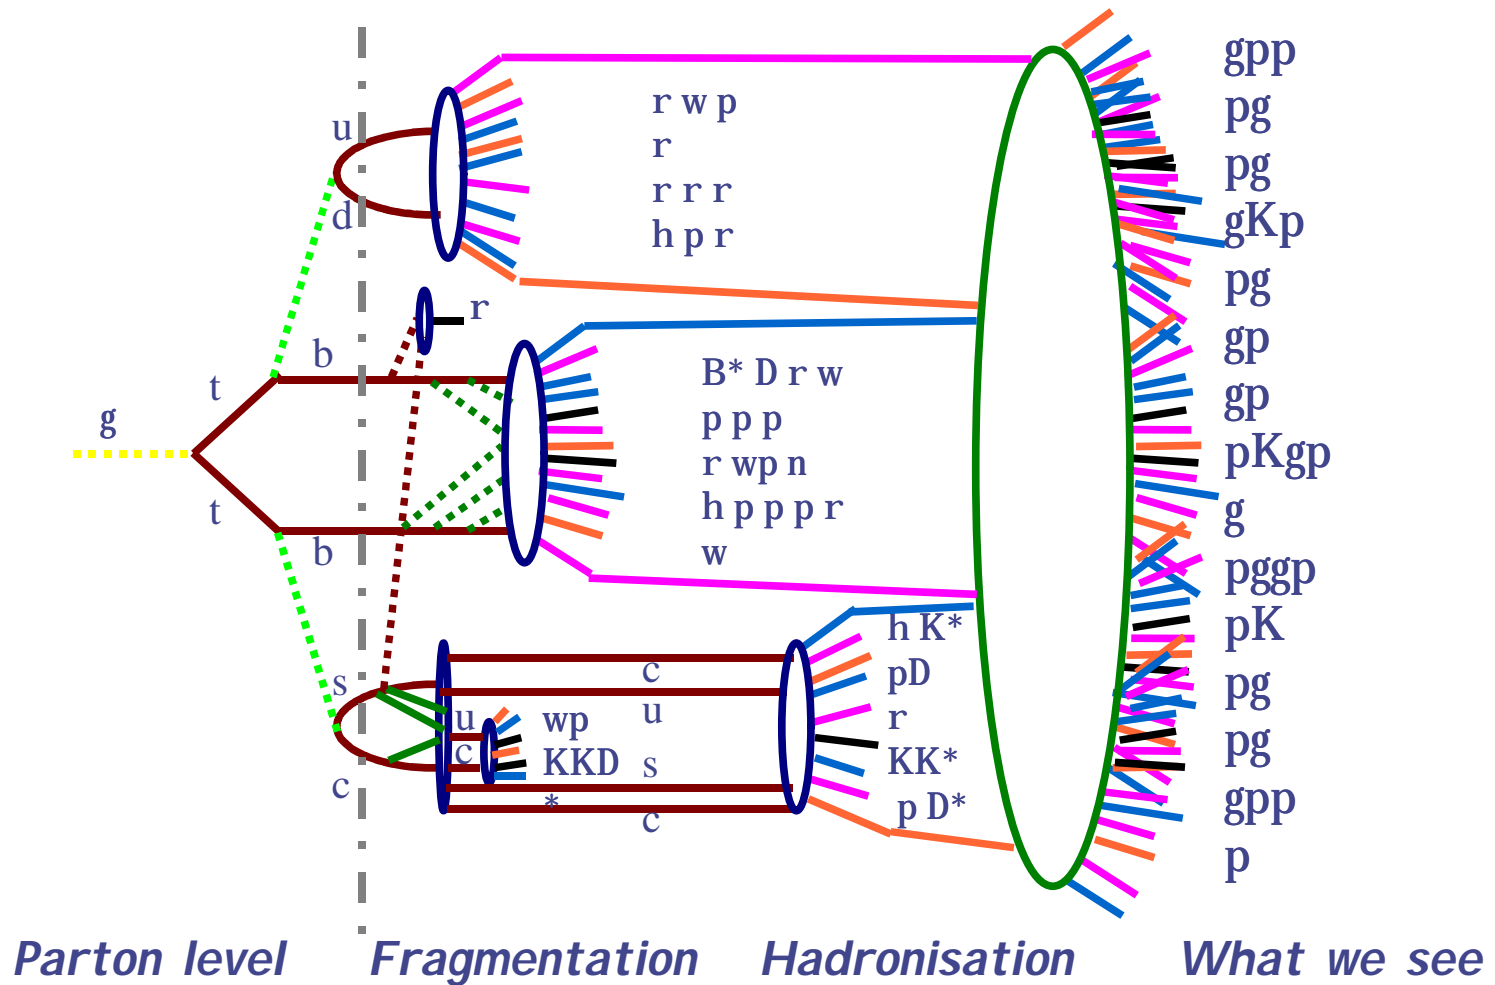 u
d
r w p
r
r r r
h p r
r
g
t
t
b
b
B* D r w
p p p
r w p n
h p p p r
w
s
c
u
c
wp
KKD
*
c
u
s
c
h K*
pD
r
KK*
p D*
gpp
pg
pg
gKp
pg
gp
gp
pKgp
g
pggp
pK
pg
pg
gpp
p
Parton level Fragmentation Hadronisation What we see